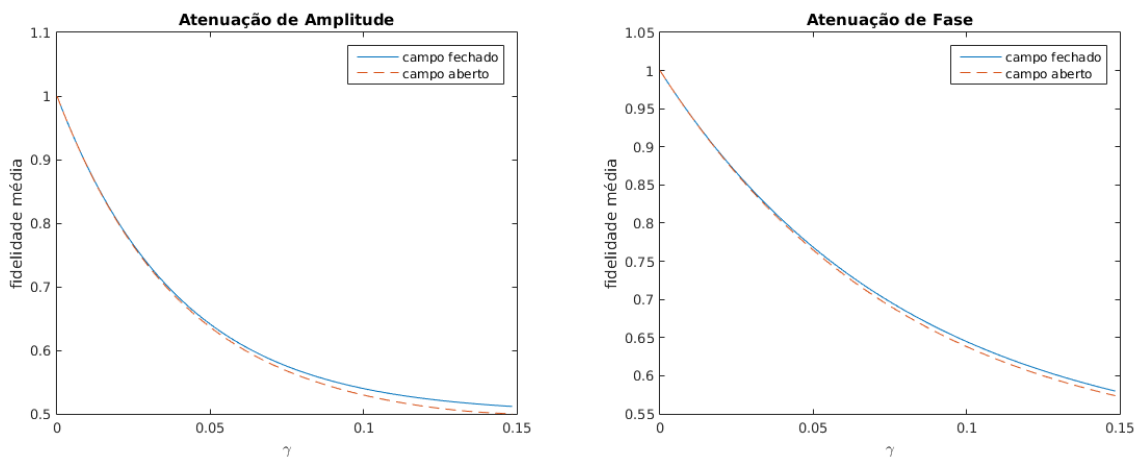 Atenuação de Amplitude
1.1
1
0.9
0.8
0.7
0.6
0.5
fidelidade média
0
0.05
0.1
0.15
γ
campo fechado
campo aberto
Atenuação de Fase
1.05
1
0.95
0.9
0.85
0.8
0.75
0.7
0.65
0.6
0.55
fidelidade média
0
0.05
0.1
0.15
γ
campo fechado
campo aberto